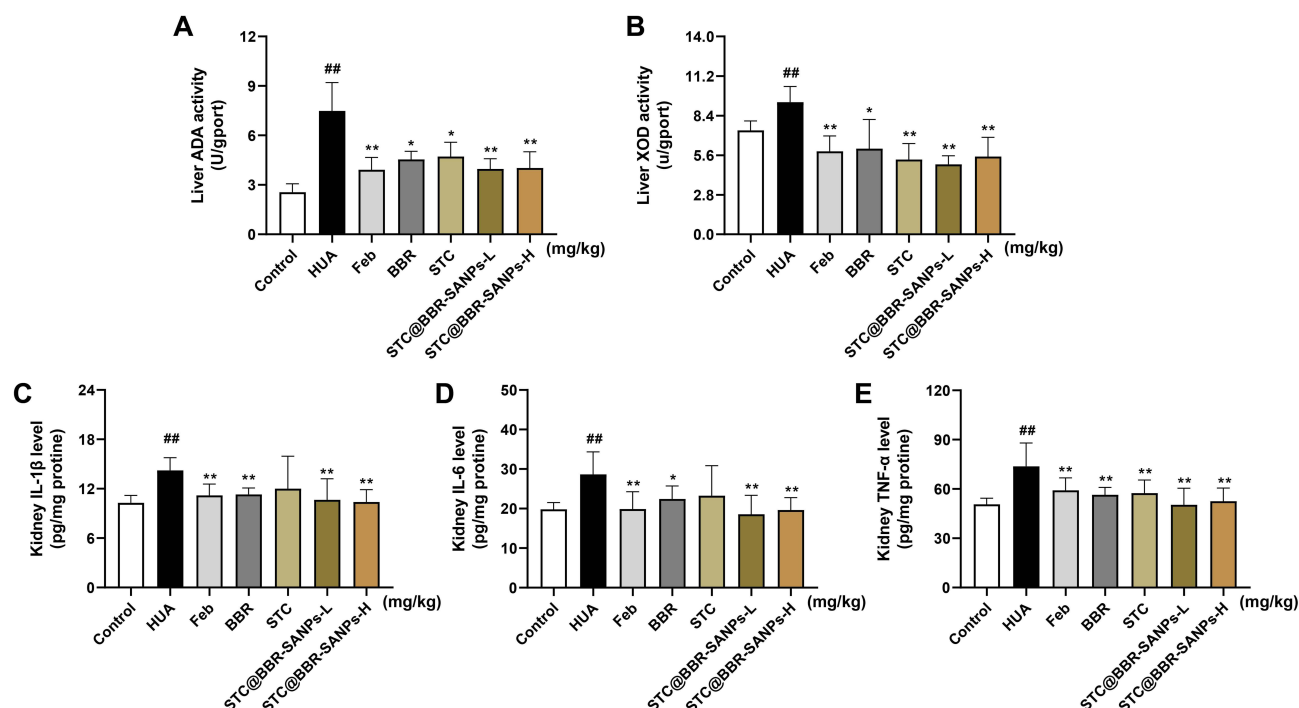 A
Liver ADA activity
(U/gport)
12
9
6
3
0
##
**
*
*
**
**
Control
HUA
Feb
BBR
STC
STC@BBR-SANPs-L
STC@BBR-SANPs-H
(mg/kg)
B
Liver XOD activity
(u/gport)
14.0
11.2
8.4
5.6
2.8
0.0
##
**
*
**
**
**
Control
HUA
Feb
BBR
STC
STC@BBR-SANPs-L
STC@BBR-SANPs-H
(mg/kg)
C
Kidney IL-1β level
(pg/mg protine)
24
18
12
6
0
##
**
**
**
**
Control
HUA
Feb
BBR
STC
STC@BBR-SANPs-L
STC@BBR-SANPs-H
(mg/kg)
D
Kidney IL-6 level
(pg/mg protine)
50
40
30
20
10
0
##
**
*
**
**
Control
HUA
Feb
BBR
STC
STC@BBR-SANPs-L
STC@BBR-SANPs-H
(mg/kg)
E
Kidney TNF-α level
(pg/mg protine)
120
90
60
30
0
##
**
**
**
**
**
Control
HUA
Feb
BBR
STC
STC@BBR-SANPs-L
STC@BBR-SANPs-H
(mg/kg)